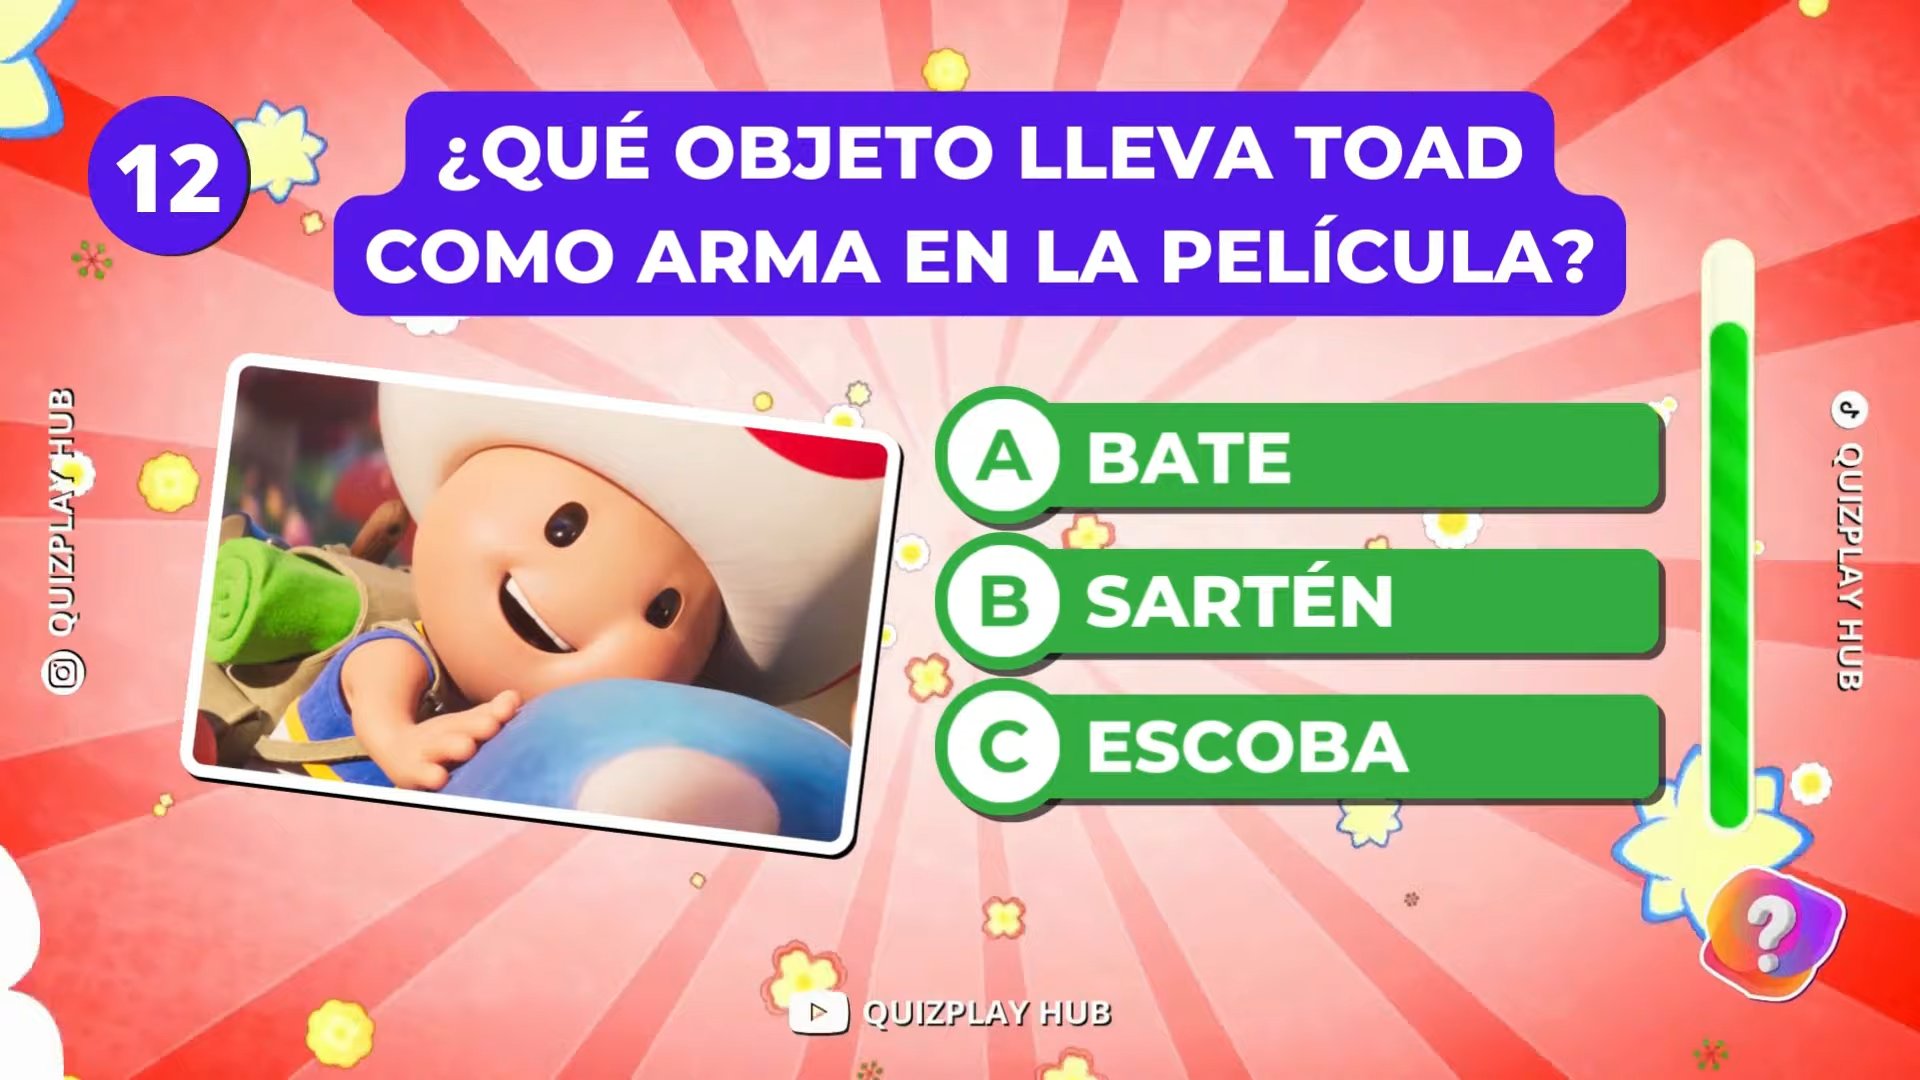 12
¿QUÉ OBJETO LLEVA TOAD
COMO ARMA EN LA PELÍCULA?
A BATE
B SARTÉN
C ESCOBA
QUIZPLAY HUB
QUIZPLAY HUB
?
QUIZPLAY HUB